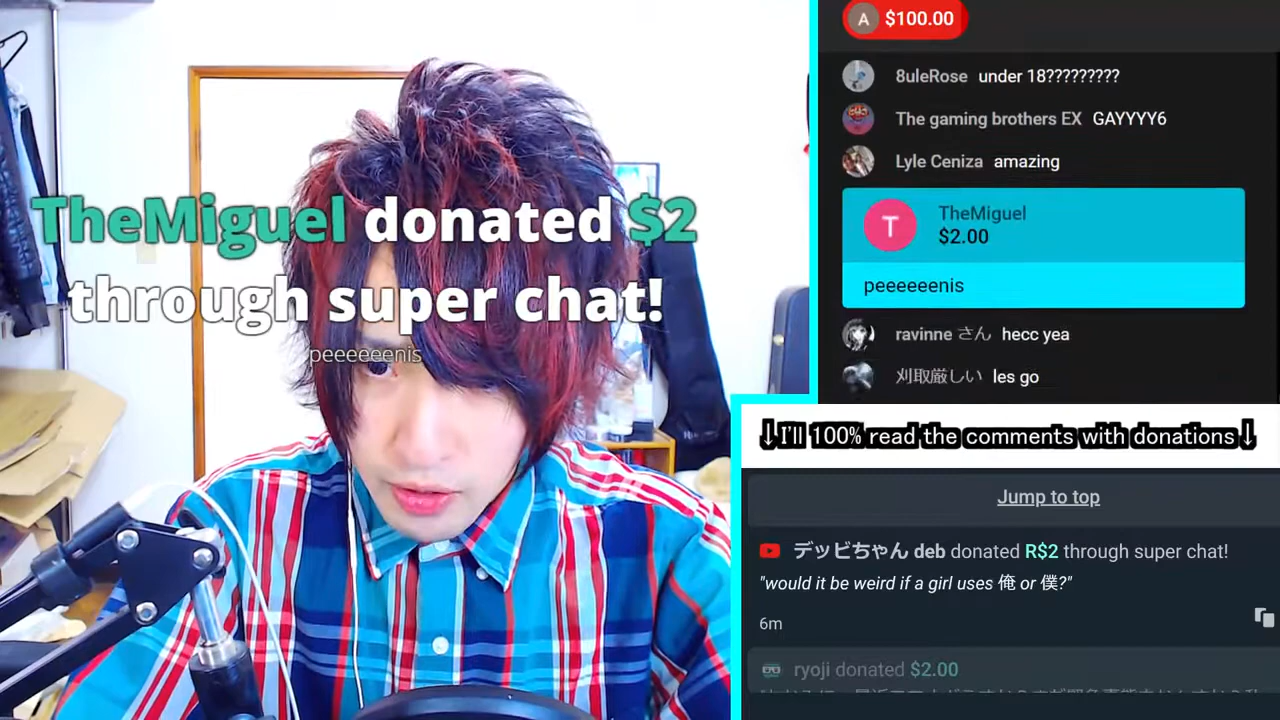 TheMiguel donated $2
through super chat!
peeeeeenis
A $100.00
8uleRose under 18?????????
The gaming brothers EX GAYYYY6
Lyle Ceniza amazing
T
TheMiguel
$2.00
peeeeeenis
ravinne さん hecc yea
刈取厳しい les go
↓I'll 100% read the comments with donations↓
Jump to top
デッビちゃん deb donated R$2 through super chat!
"would it be weird if a girl uses 俺 or 僕?"
6m
ryoji donated $2.00